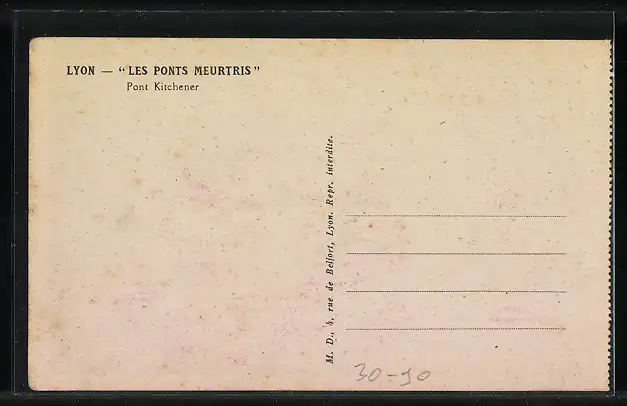 LYON — “LES PONTS MEURTRIS”
Pont Kitchener
M. D., 4, rue de Belfort, Lyon. Repr. interdite.
30-90